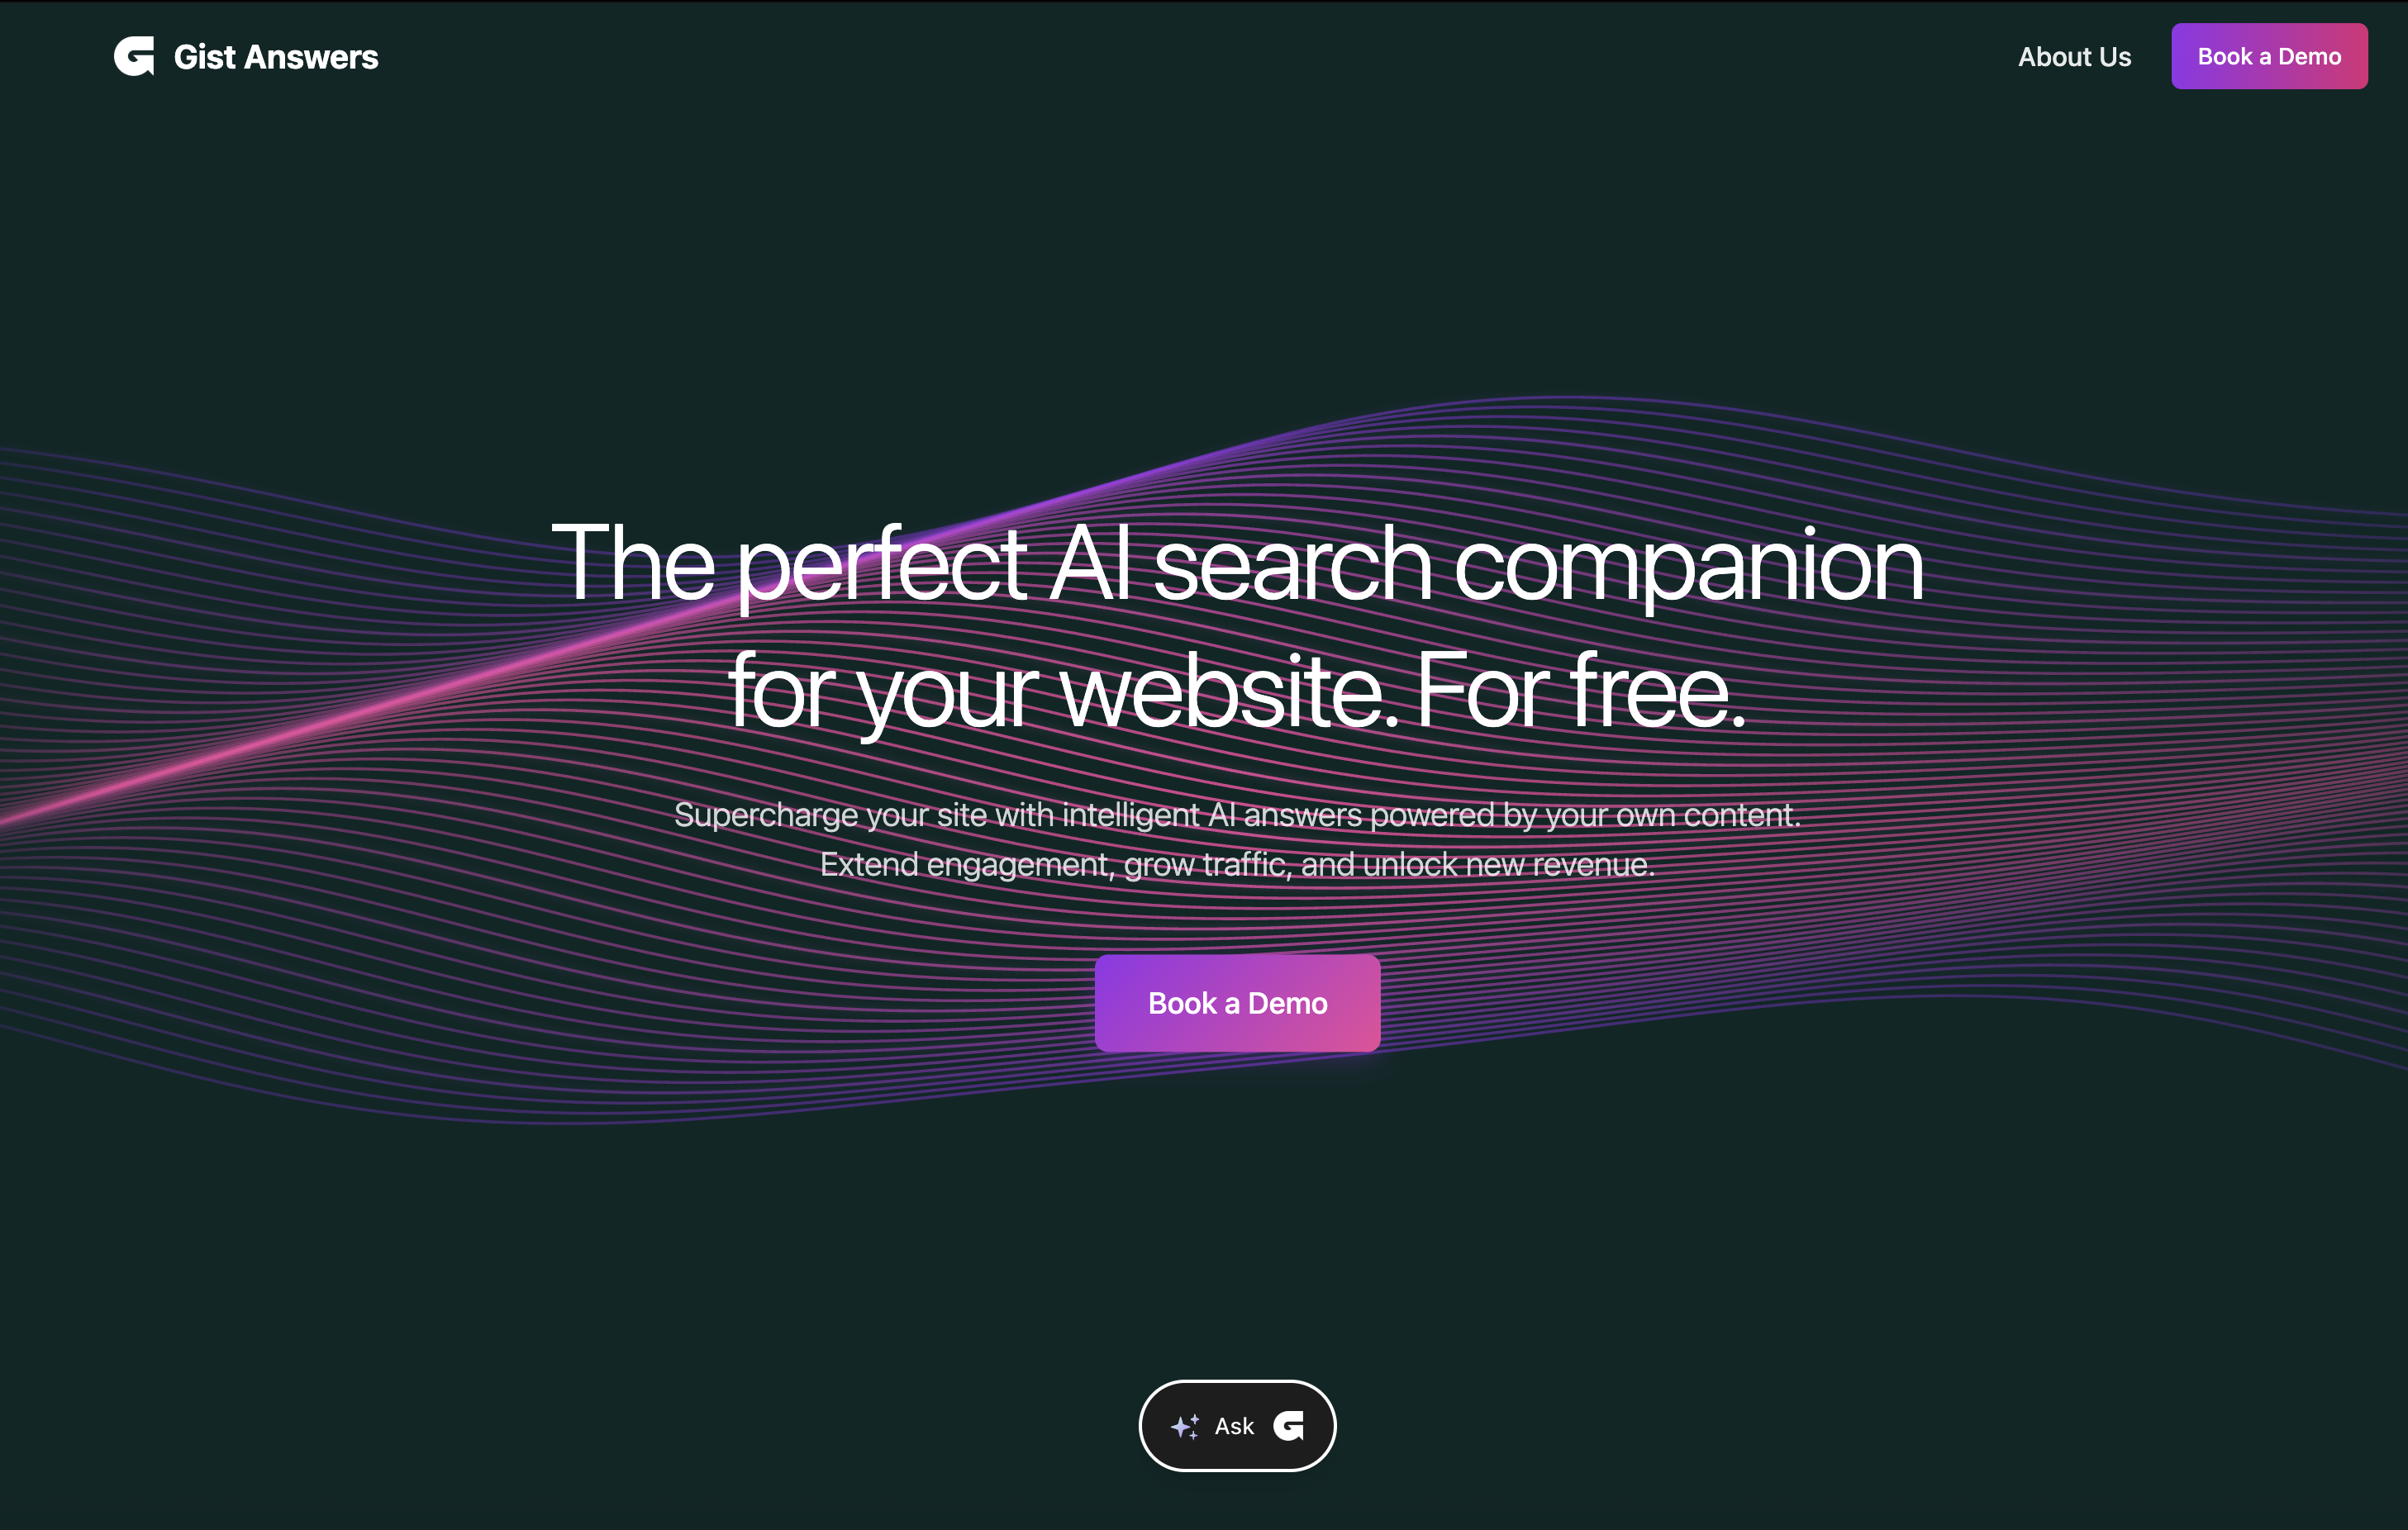 Gist Answers
About Us
Book a Demo
The perfect AI search companion
for your website. For free.
Supercharge your site with intelligent AI answers powered by your own content.
Extend engagement, grow traffic, and unlock new revenue.
Book a Demo
Ask